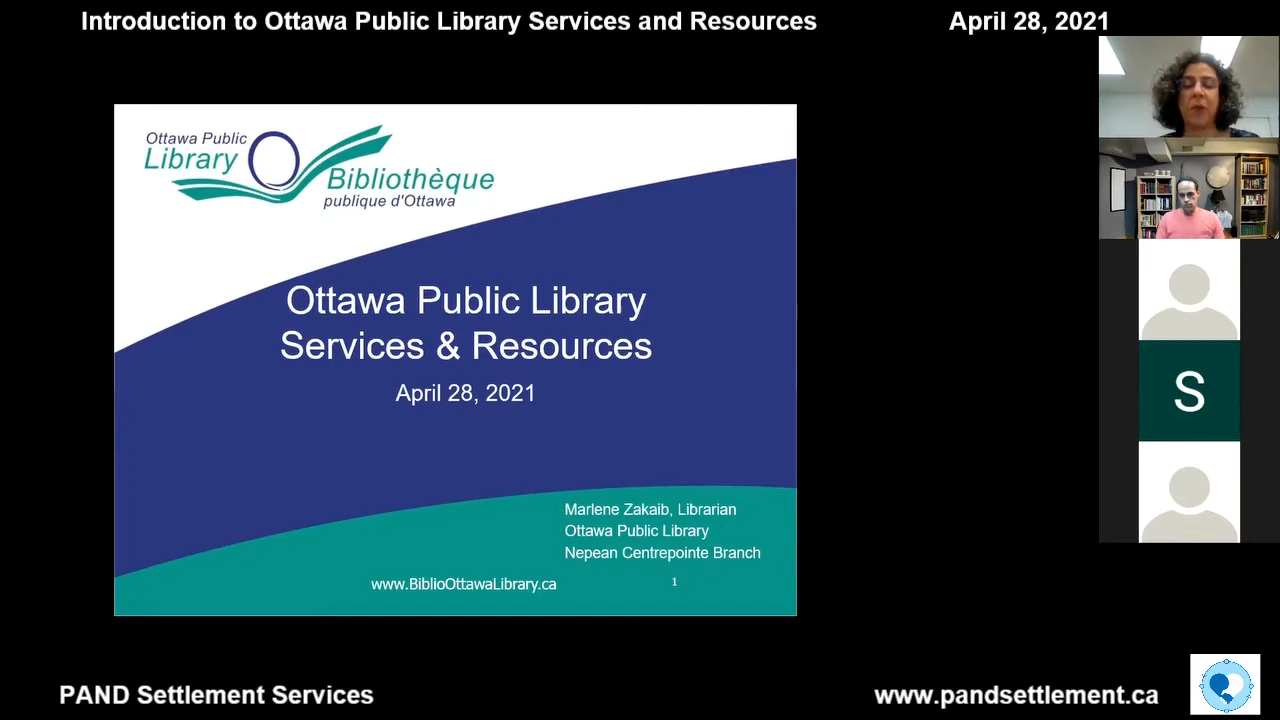 Introduction to Ottawa Public Library Services and Resources
April 28, 2021
Ottawa Public
Library
Bibliothèque
publique d'Ottawa
Ottawa Public Library
Services & Resources
April 28, 2021
Marlene Zakaib, Librarian
Ottawa Public Library
Nepean Centrepointe Branch
www.BiblioOttawaLibrary.ca
1
S
PAND Settlement Services
www.pandsettlement.ca